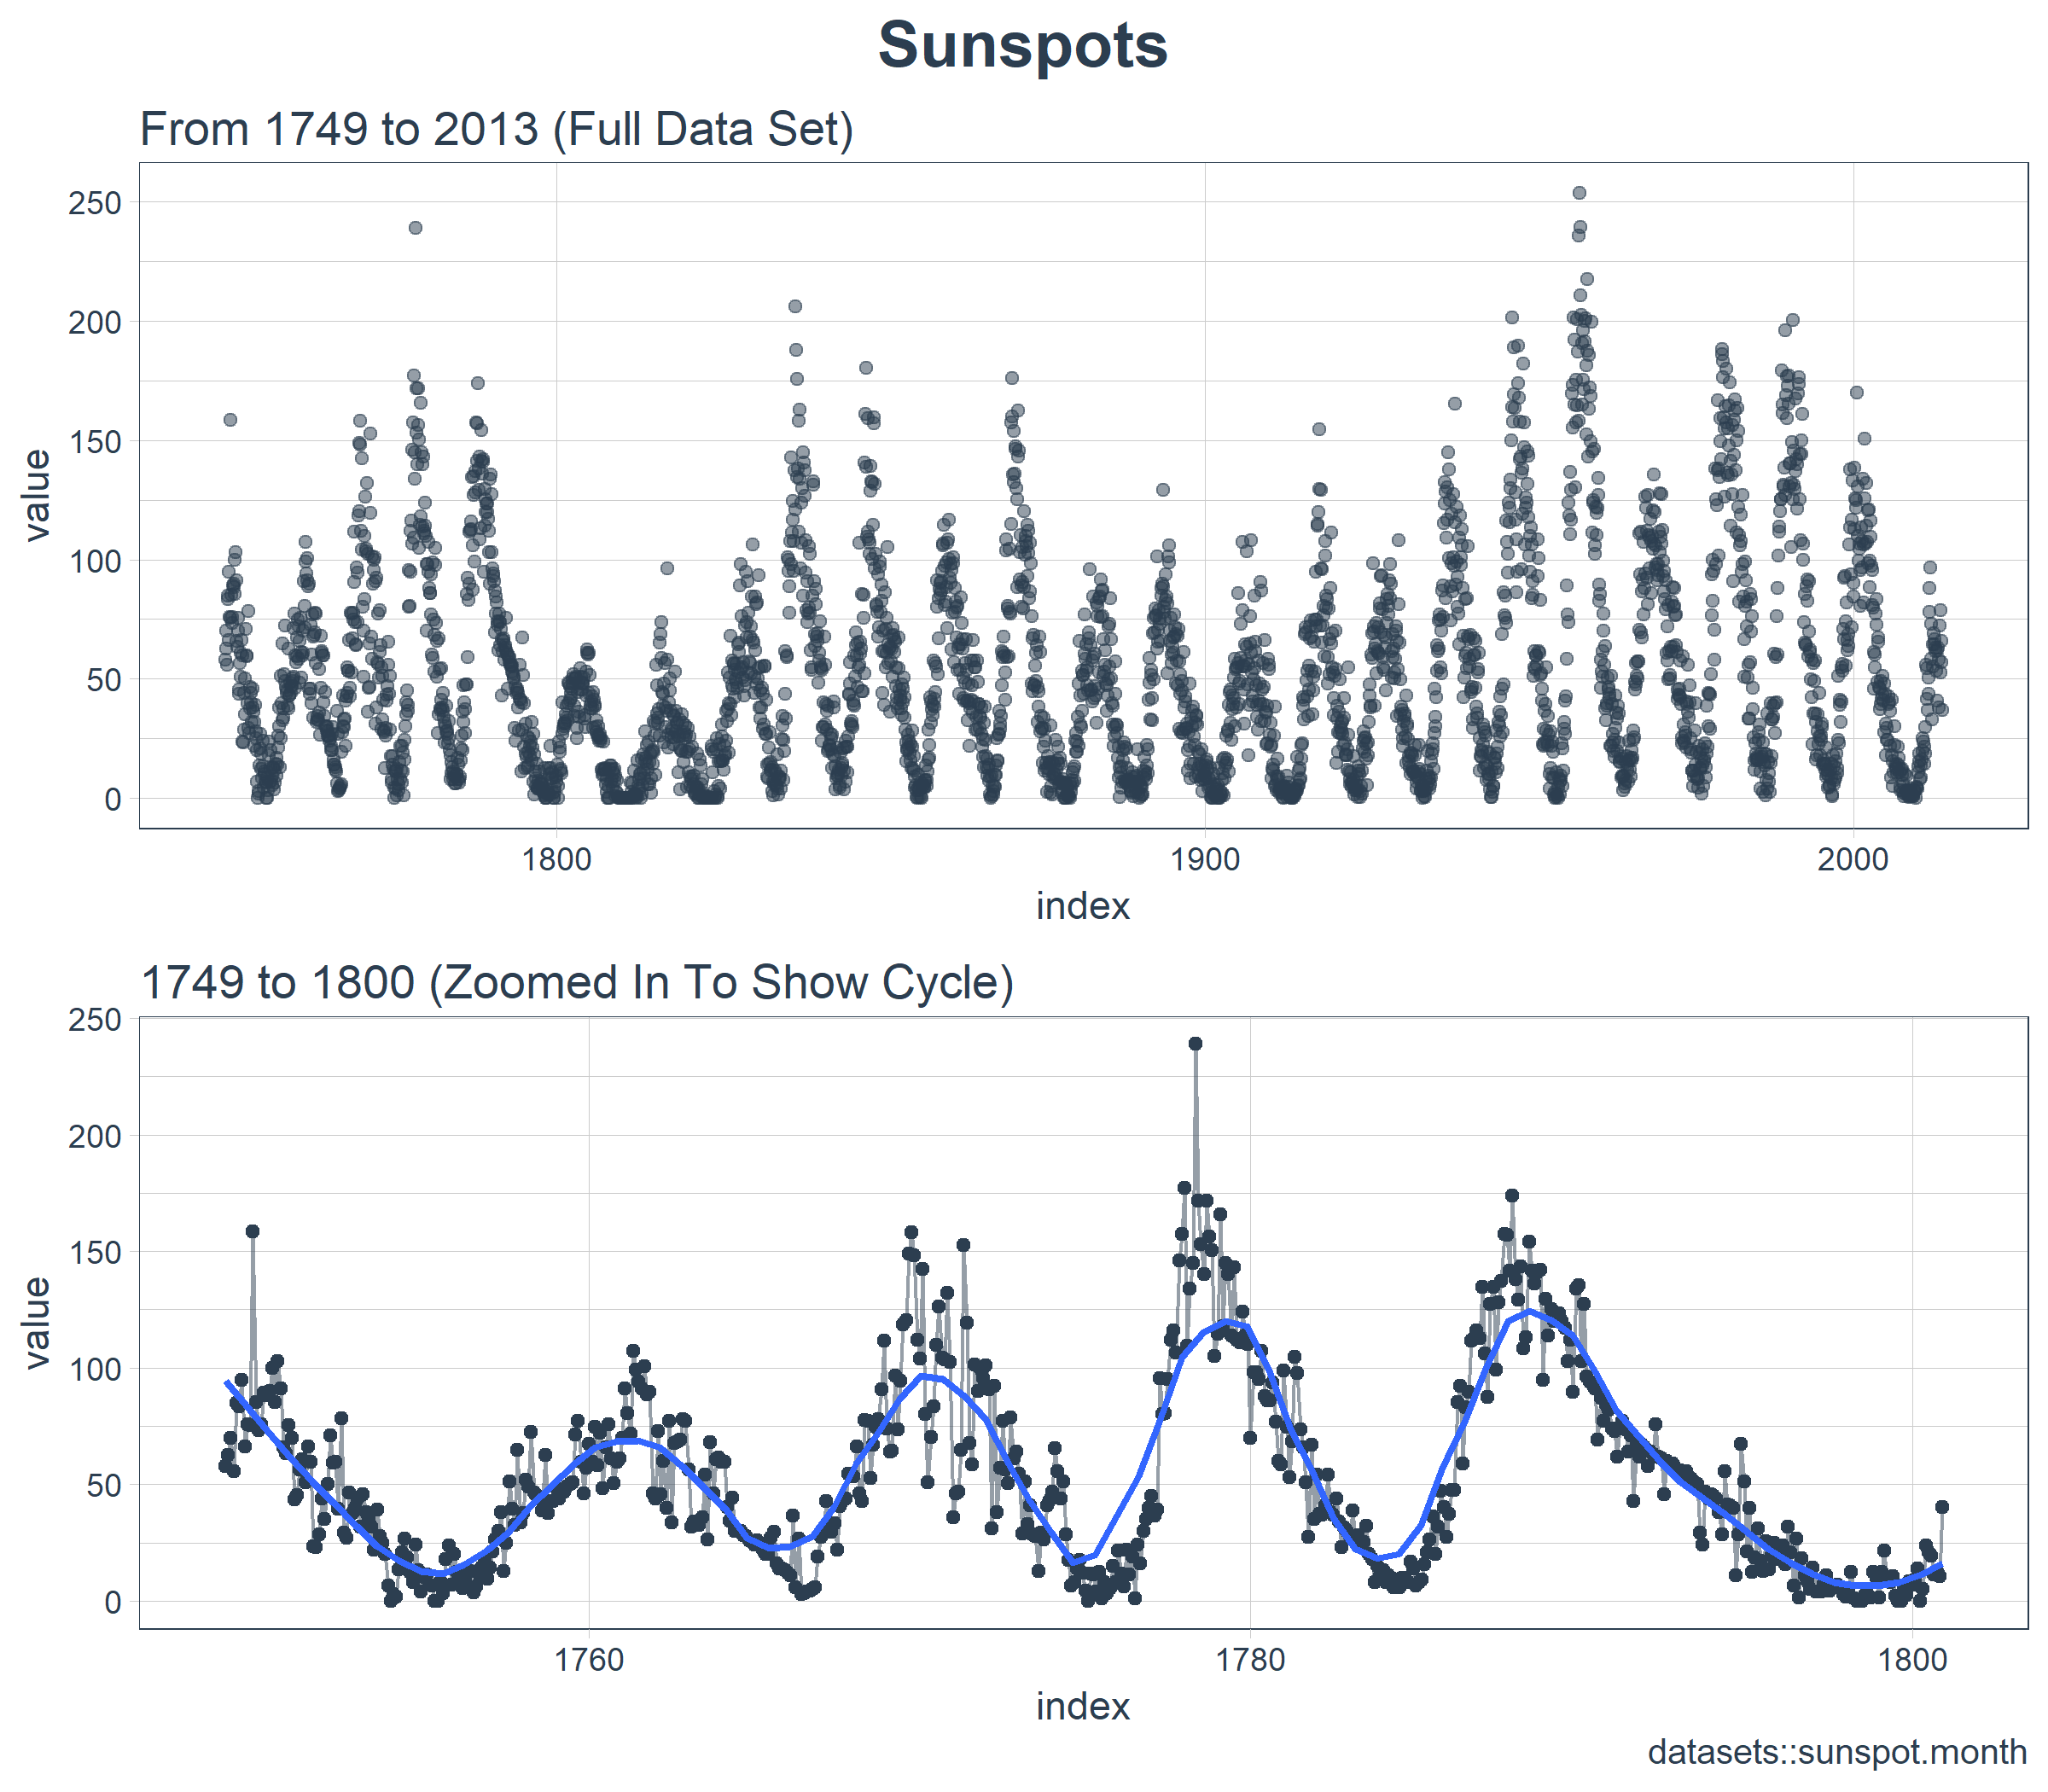 Sunspots
From 1749 to 2013 (Full Data Set)
250
200
150
100
50
0
value
1800 1900 2000
index
1749 to 1800 (Zoomed In To Show Cycle)
250
200
150
100
50
0
value
1760 1780 1800
index
datasets::sunspot.month